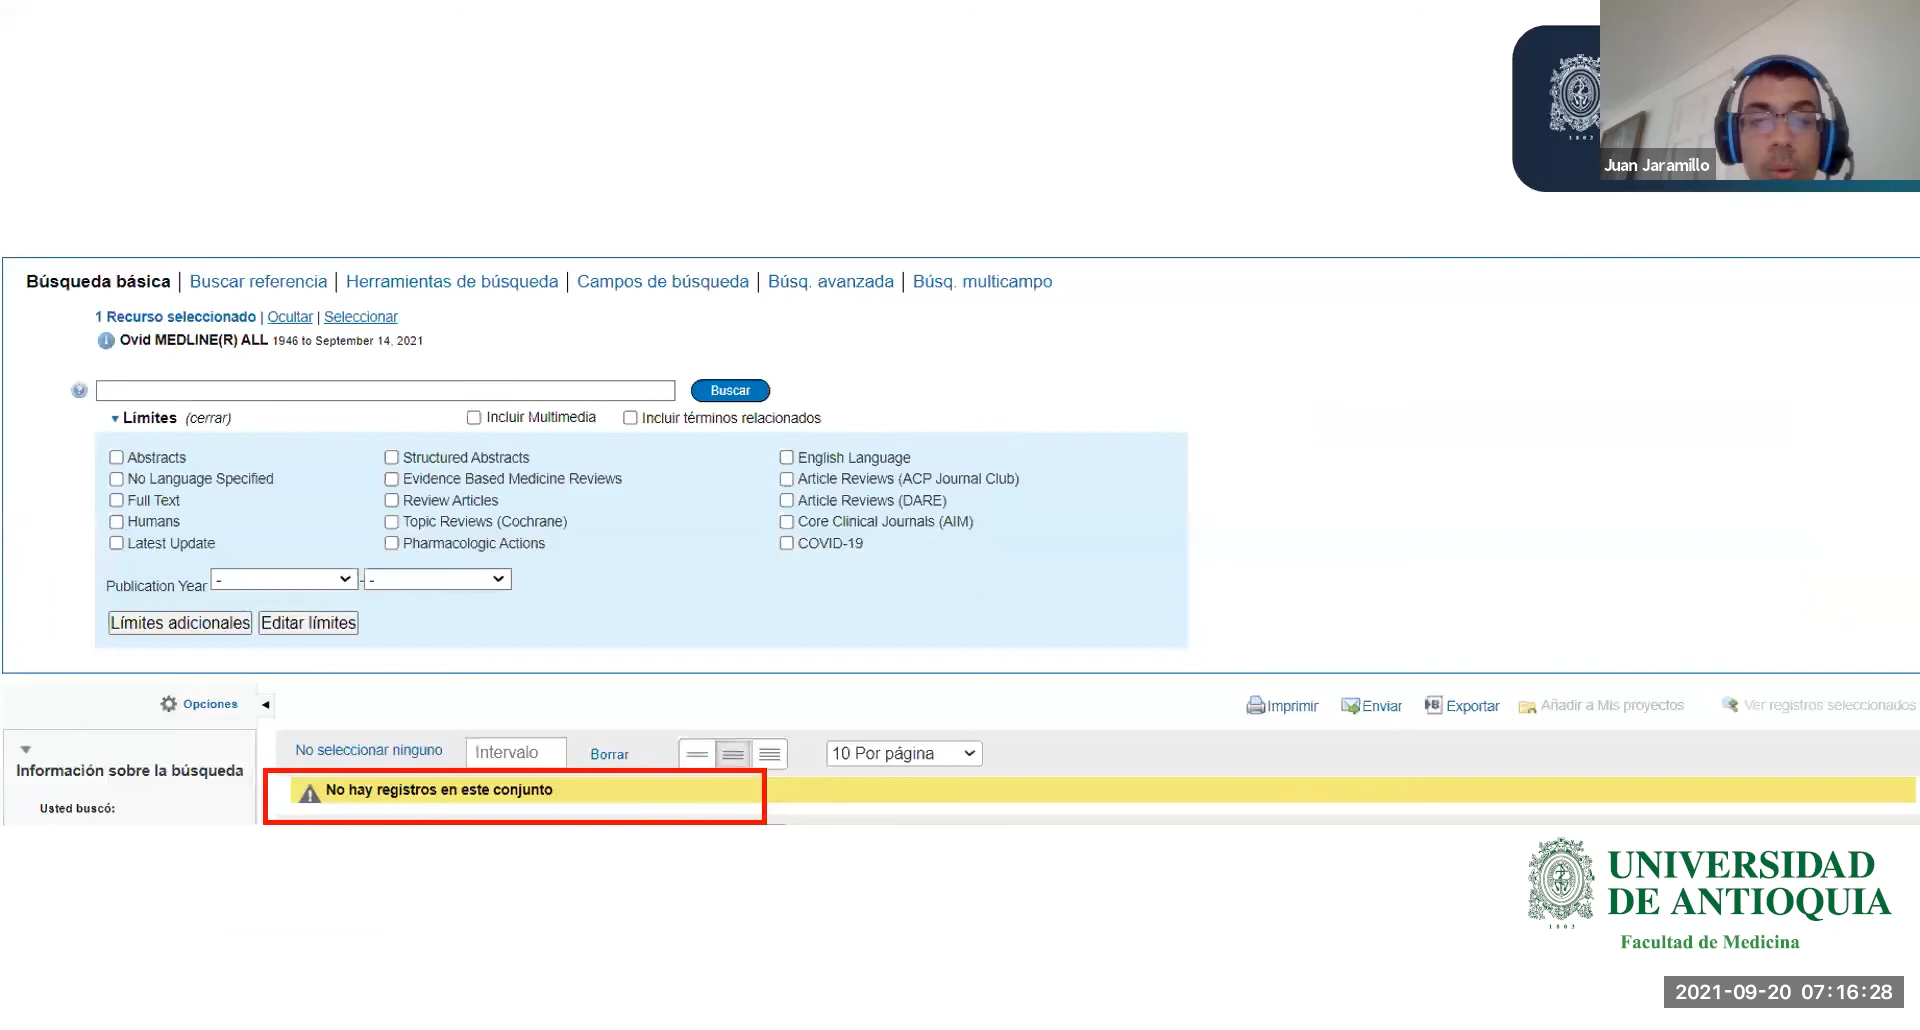 1803
Juan Jaramillo
Búsqueda básica | Buscar referencia | Herramientas de búsqueda | Campos de búsqueda | Búsq. avanzada | Búsq. multicampo
1 Recurso seleccionado | Ocultar | Seleccionar
Ovid MEDLINE(R) ALL 1946 to September 14, 2021
Buscar
Límites (cerrar) Incluir Multimedia Incluir términos relacionados
Abstracts Structured Abstracts English Language
No Language Specified Evidence Based Medicine Reviews Article Reviews (ACP Journal Club)
Full Text Review Articles Article Reviews (DARE)
Humans Topic Reviews (Cochrane) Core Clinical Journals (AIM)
Latest Update Pharmacologic Actions COVID-19
Publication Year - - -
Límites adicionales Editar límites
Opciones Imprimir Enviar Exportar Añadir a Mis proyectos Ver registros seleccionados
No seleccionar ninguno Intervalo Borrar 10 Por página
Información sobre la búsqueda
No hay registros en este conjunto
Usted buscó:
UNIVERSIDAD
DE ANTIOQUIA
1803
Facultad de Medicina
2021-09-20 07:16:28